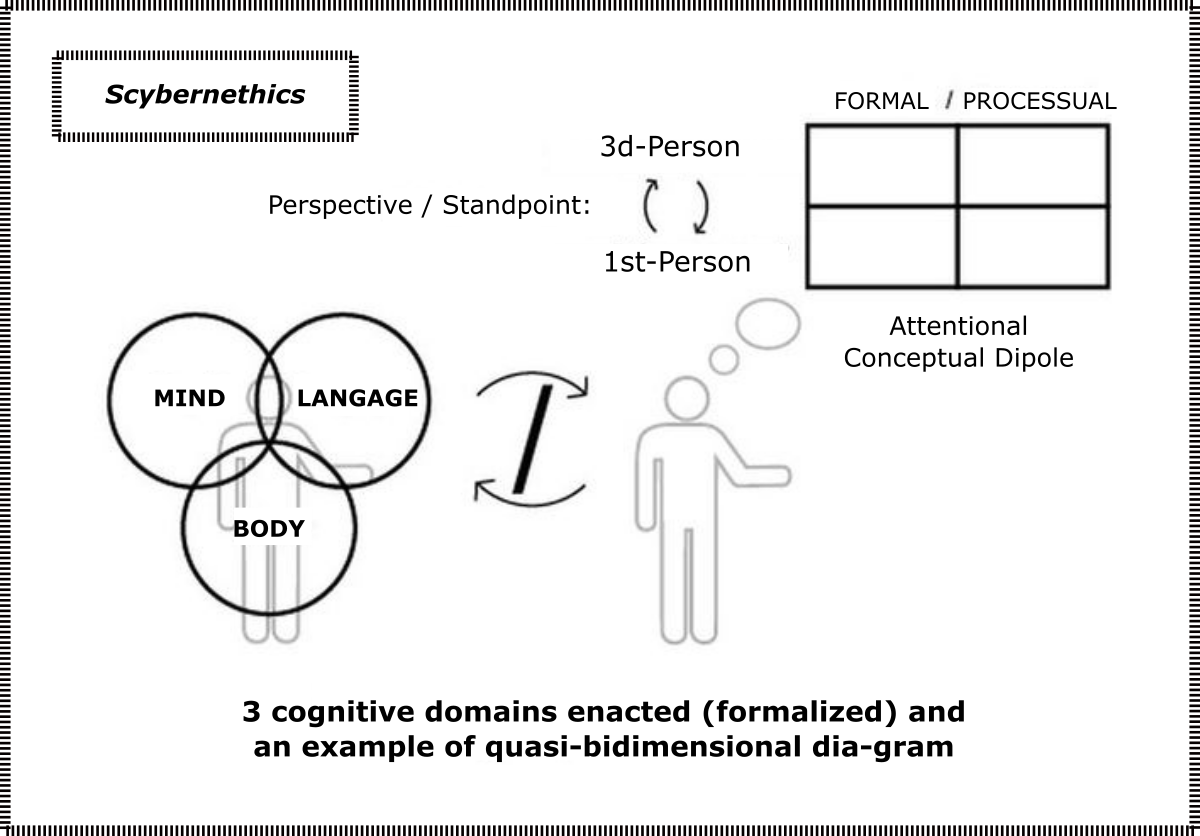 Scybernethics
FORMAL / PROCESSUAL
3d-Person
Perspective / Standpoint:
1st-Person
Attentional
Conceptual Dipole
MIND
LANGAGE
/
BODY
3 cognitive domains enacted (formalized) and
an example of quasi-bidimensional dia-gram